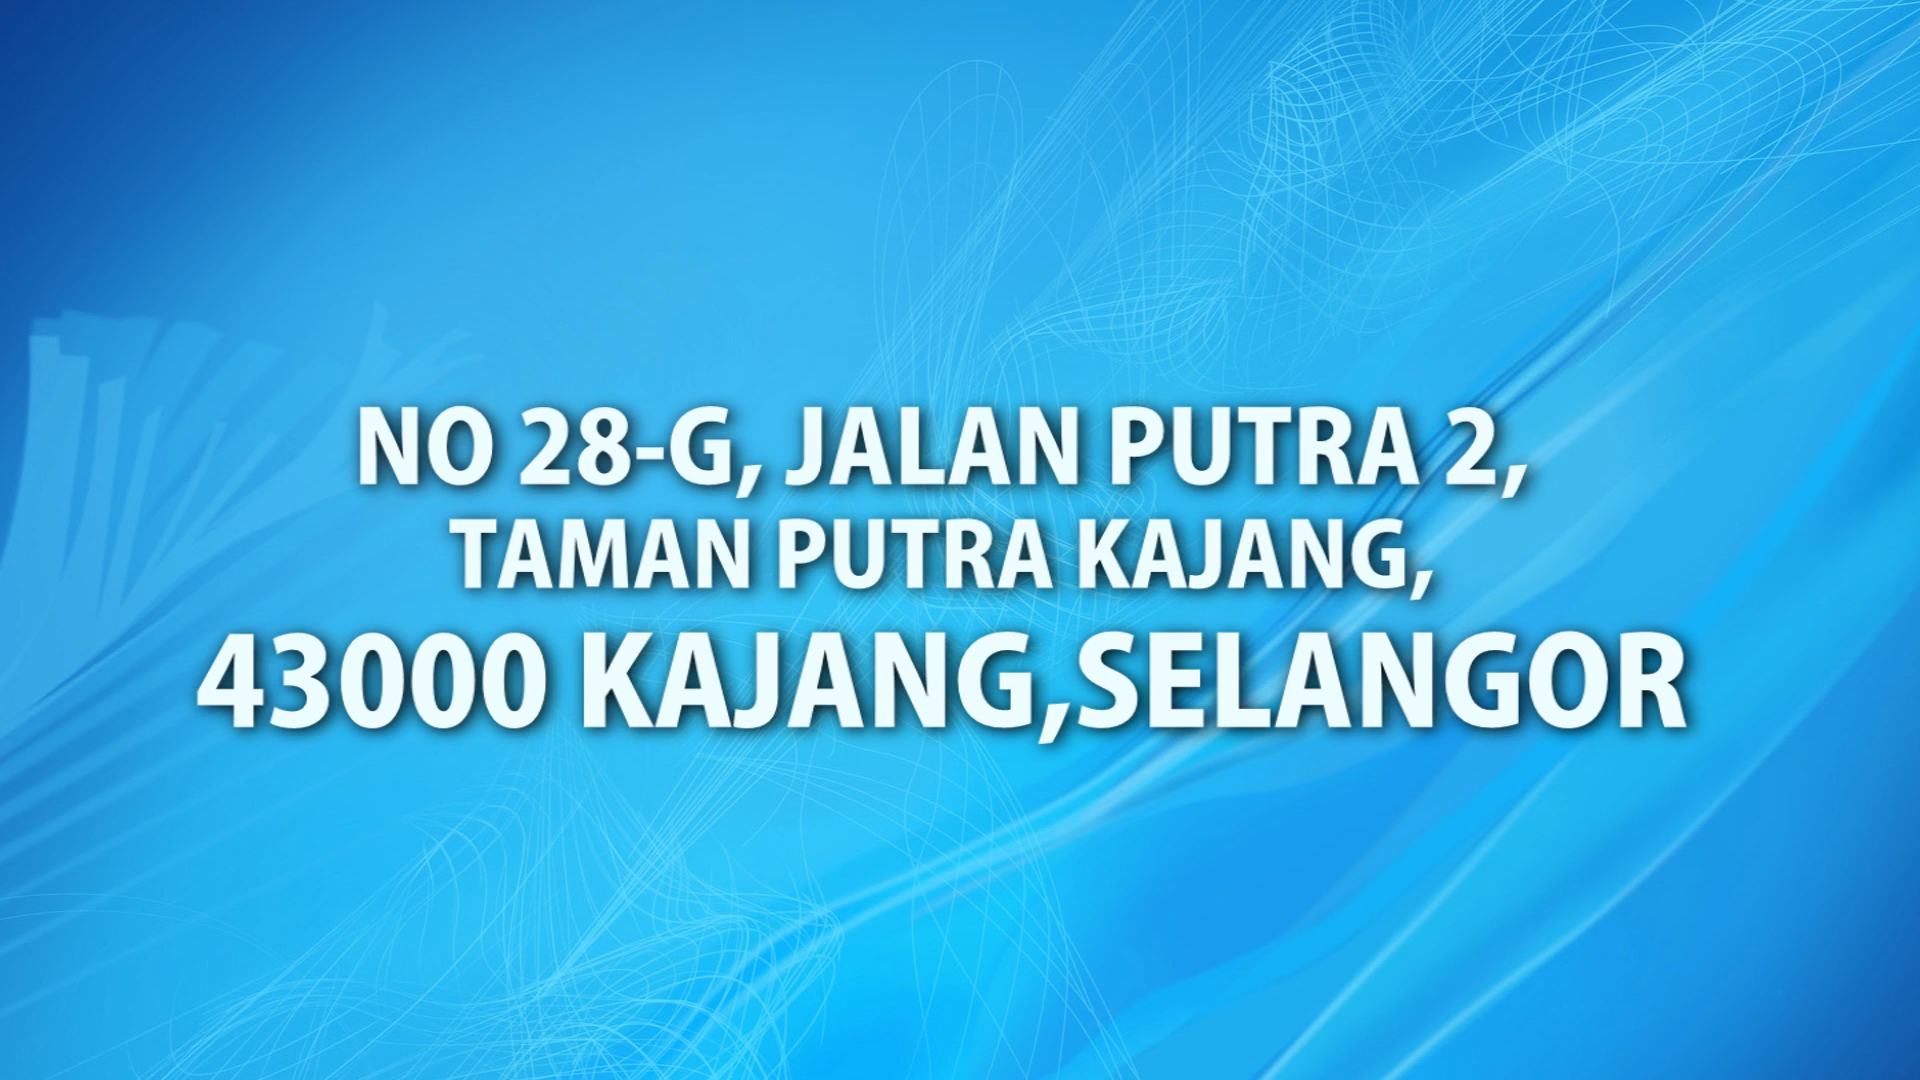 NO 28-G, JALAN PUTRA 2,
TAMAN PUTRA KAJANG,
43000 KAJANG,SELANGOR